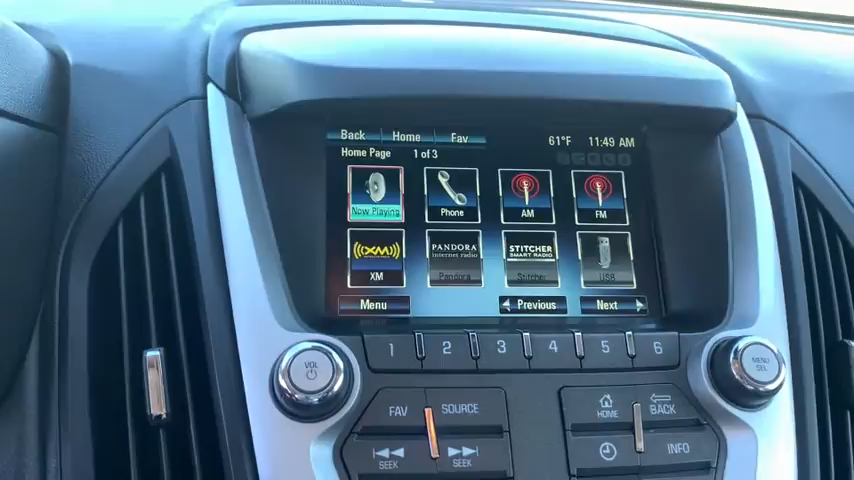 Back Home Fav 61°F 11:49 AM
Home Page 1 of 3
Now Playing Phone AM FM
XM PANDORA internet radio STITCHER SMART RADIO
XM Pandora Stitcher USB
Menu Previous Next
1 2 3 4 5 6
VOL
MENU
SEL
FAV SOURCE
HOME BACK
SEEK SEEK
INFO